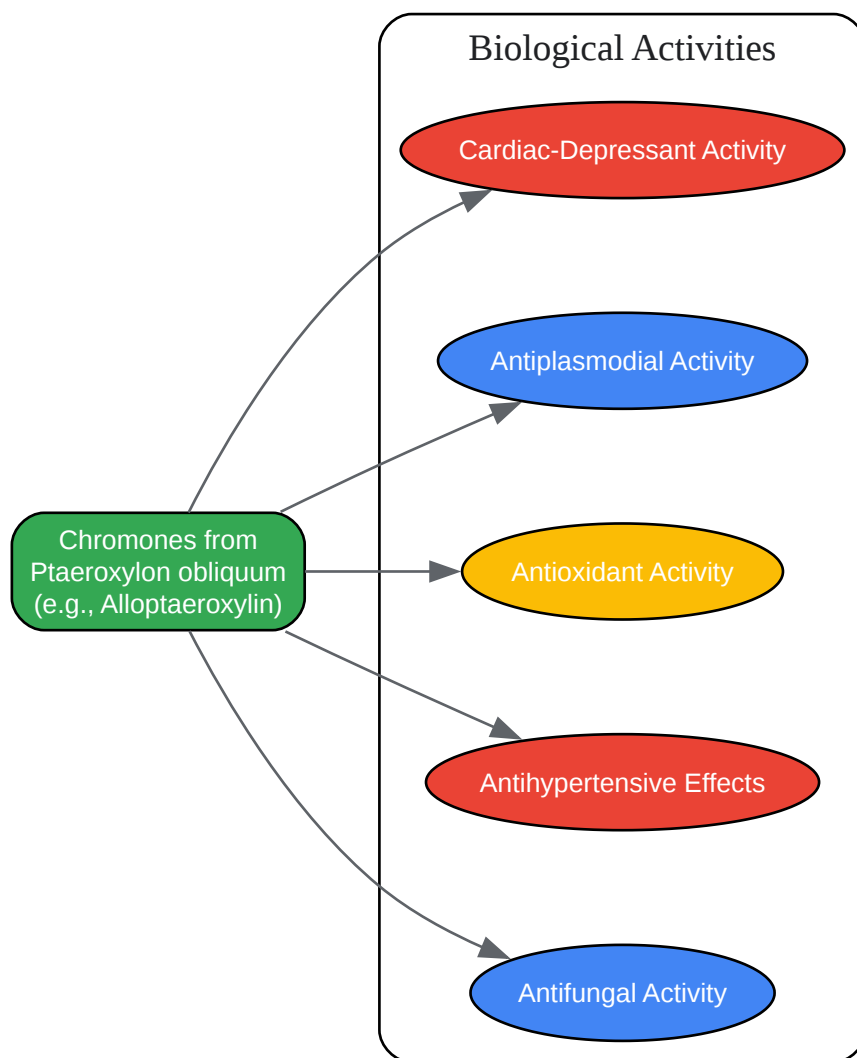 Biological Activities
Cardiac-Depressant Activity
Antiplasmodial Activity
Chromones from
Ptaeroxylon obliquum
(e.g., Alloptaeroxylin)
Antioxidant Activity
Antihypertensive Effects
Antifungal Activity